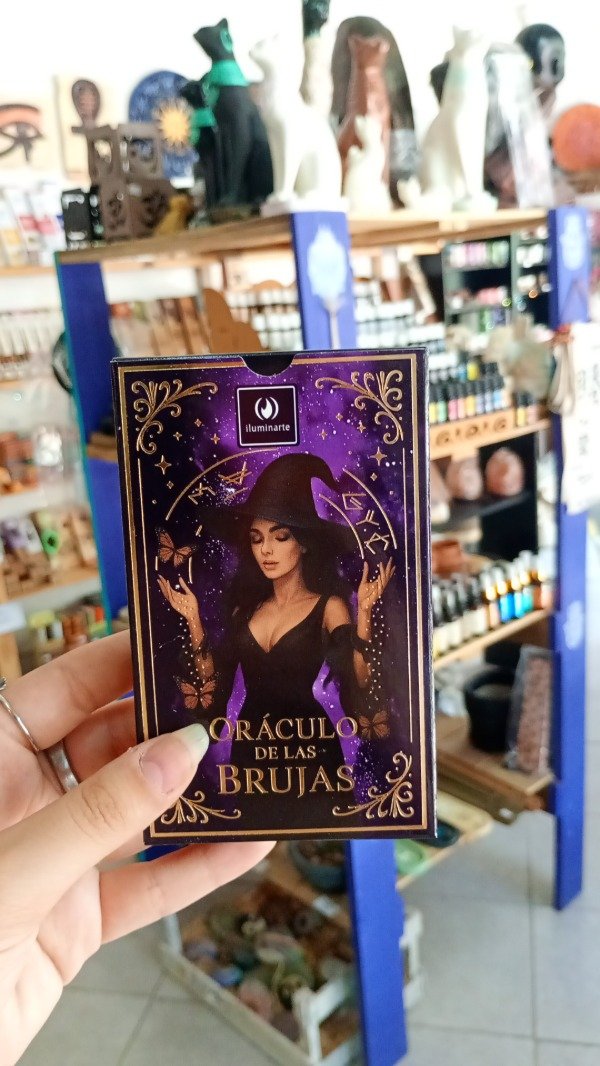 iluminarte
ORÁCULO
DE LAS
BRUJAS